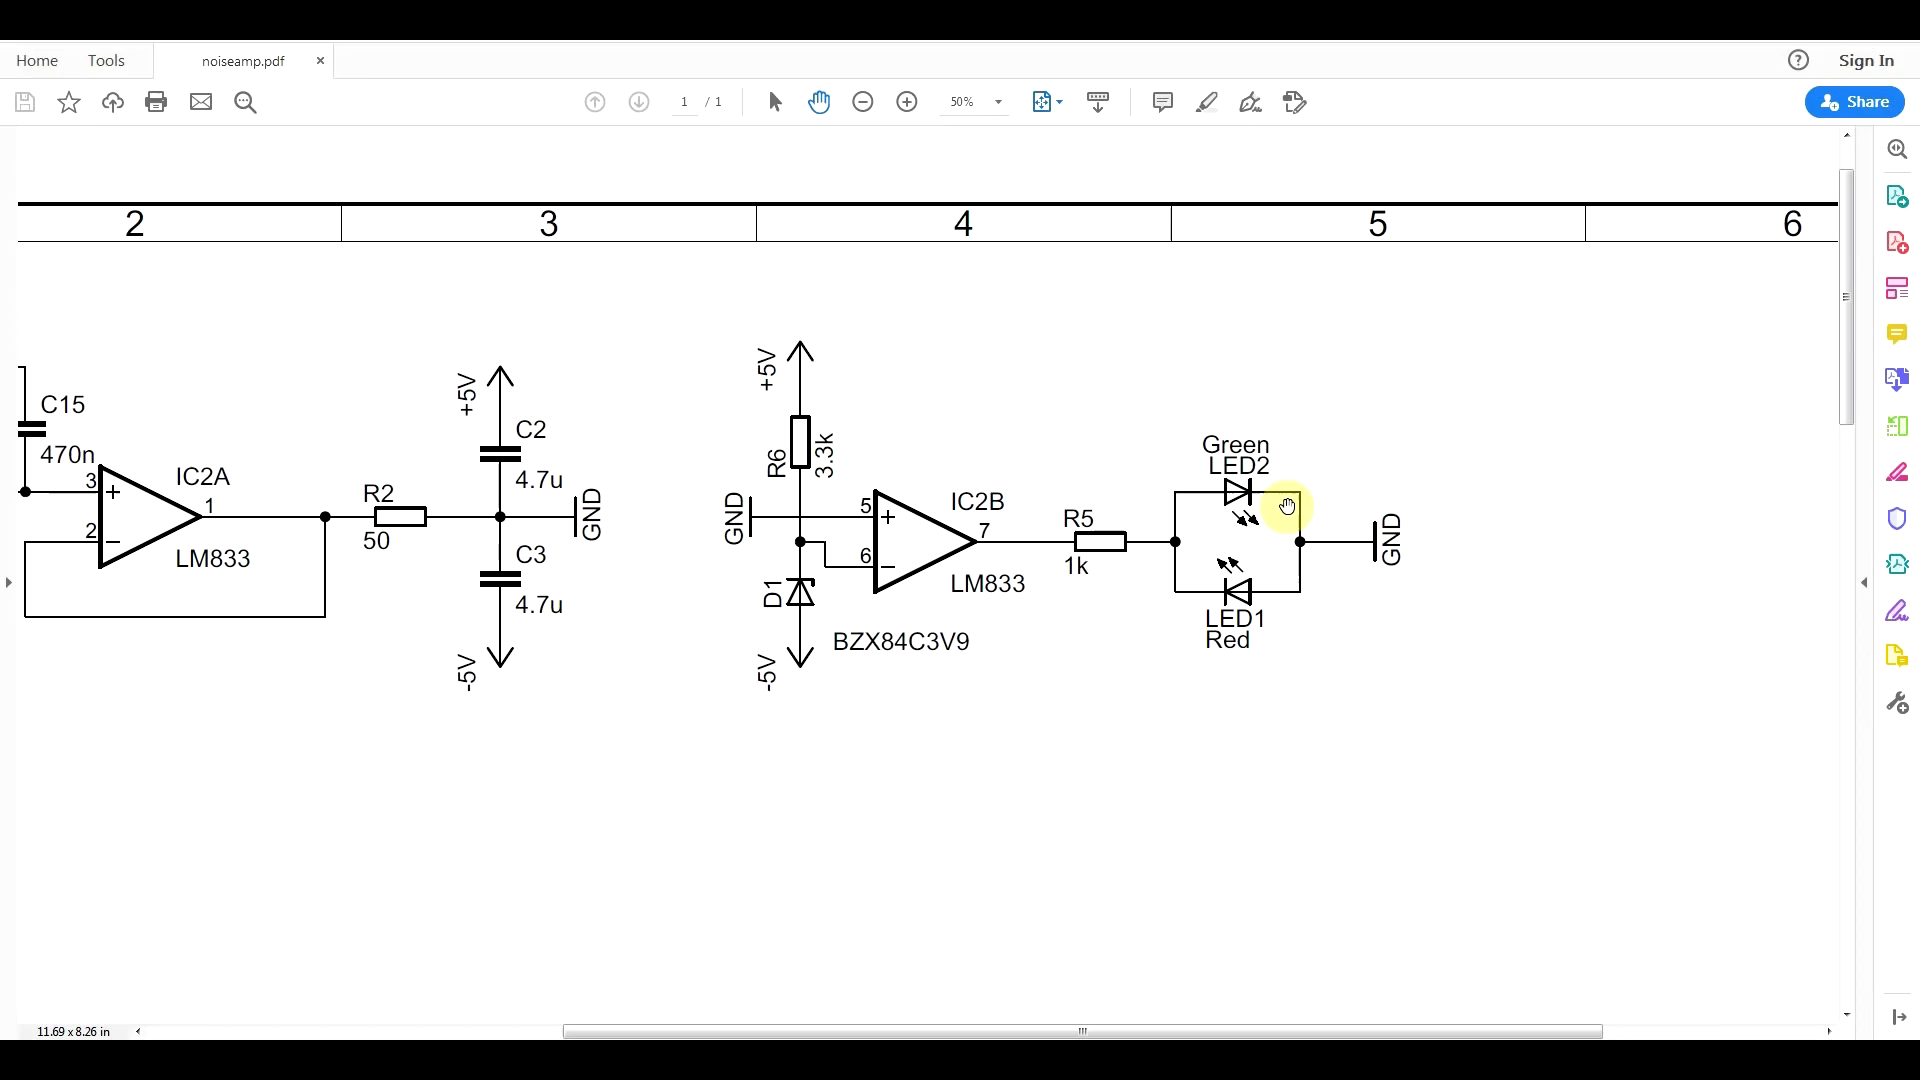 Home Tools noiseamp.pdf × ? Sign In
1 / 1 50% Share
2 3 4 5 6
+5V
+5V
C15
470n
C2
4.7u
R6
3.3k
Green
LED2
3
+
2
−
IC2A
1
LM833
R2
50
GND
C3
4.7u
-5V
GND
5
+
6
−
IC2B
7
LM833
D1
BZX84C3V9
-5V
R5
1k
GND
LED1
Red
11.69 x 8.26 in